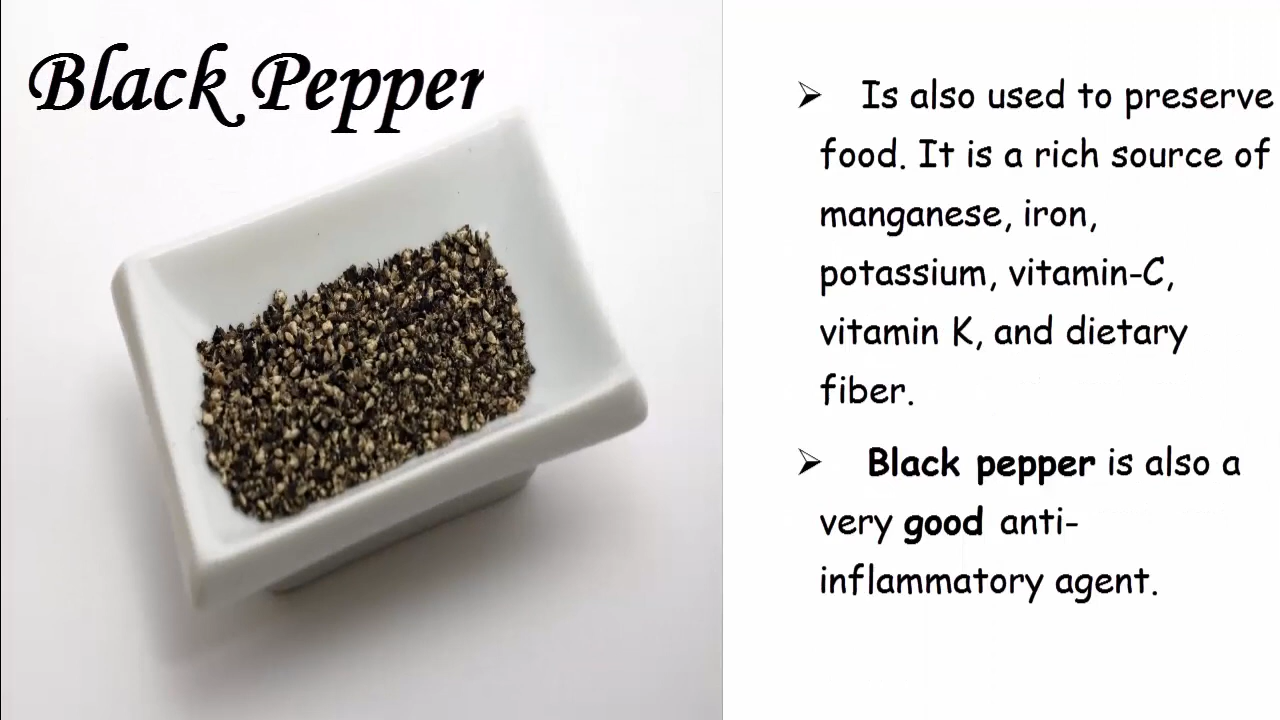 Black Pepper
➢ Is also used to preserve
food. It is a rich source of
manganese, iron,
potassium, vitamin-C,
vitamin K, and dietary
fiber.
➢ Black pepper is also a
very good anti-
inflammatory agent.